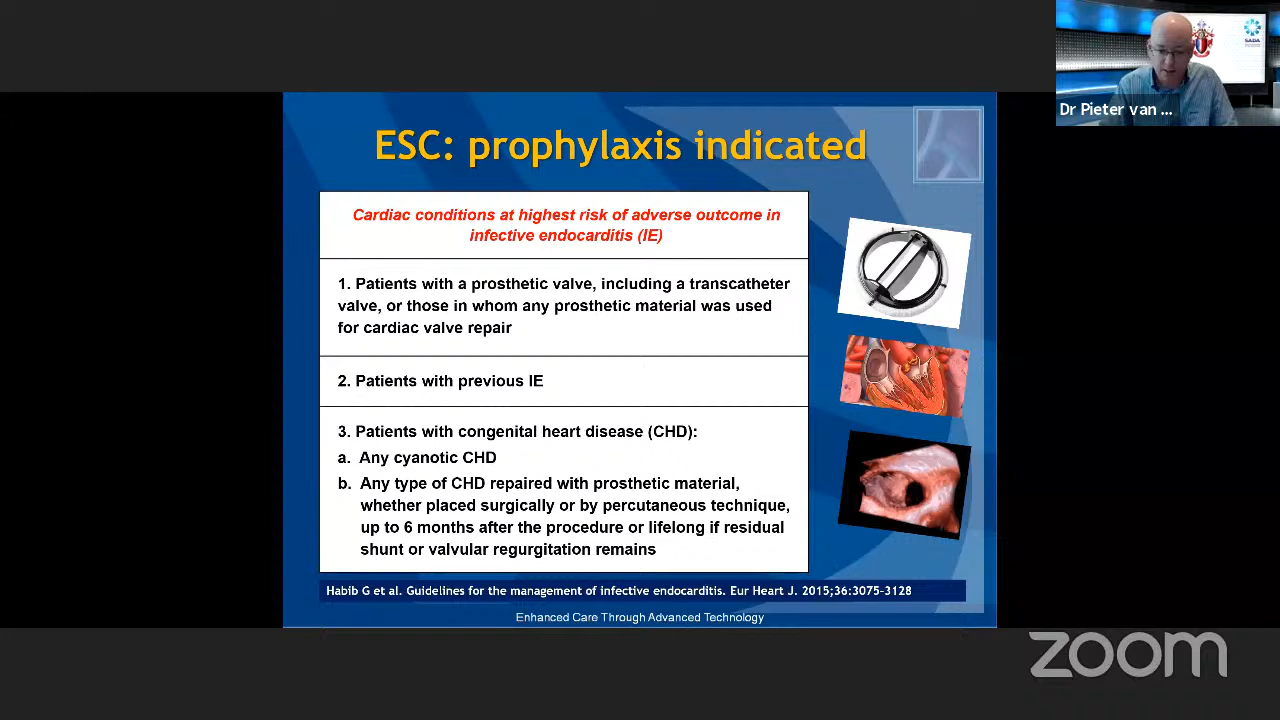 SADA
Dr Pieter van ...
ESC: prophylaxis indicated
Cardiac conditions at highest risk of adverse outcome in
infective endocarditis (IE)
1. Patients with a prosthetic valve, including a transcatheter
valve, or those in whom any prosthetic material was used
for cardiac valve repair
2. Patients with previous IE
3. Patients with congenital heart disease (CHD):
a. Any cyanotic CHD
b. Any type of CHD repaired with prosthetic material,
whether placed surgically or by percutaneous technique,
up to 6 months after the procedure or lifelong if residual
shunt or valvular regurgitation remains
Habib G et al. Guidelines for the management of infective endocarditis. Eur Heart J. 2015;36:3075-3128
Enhanced Care Through Advanced Technology
zoom